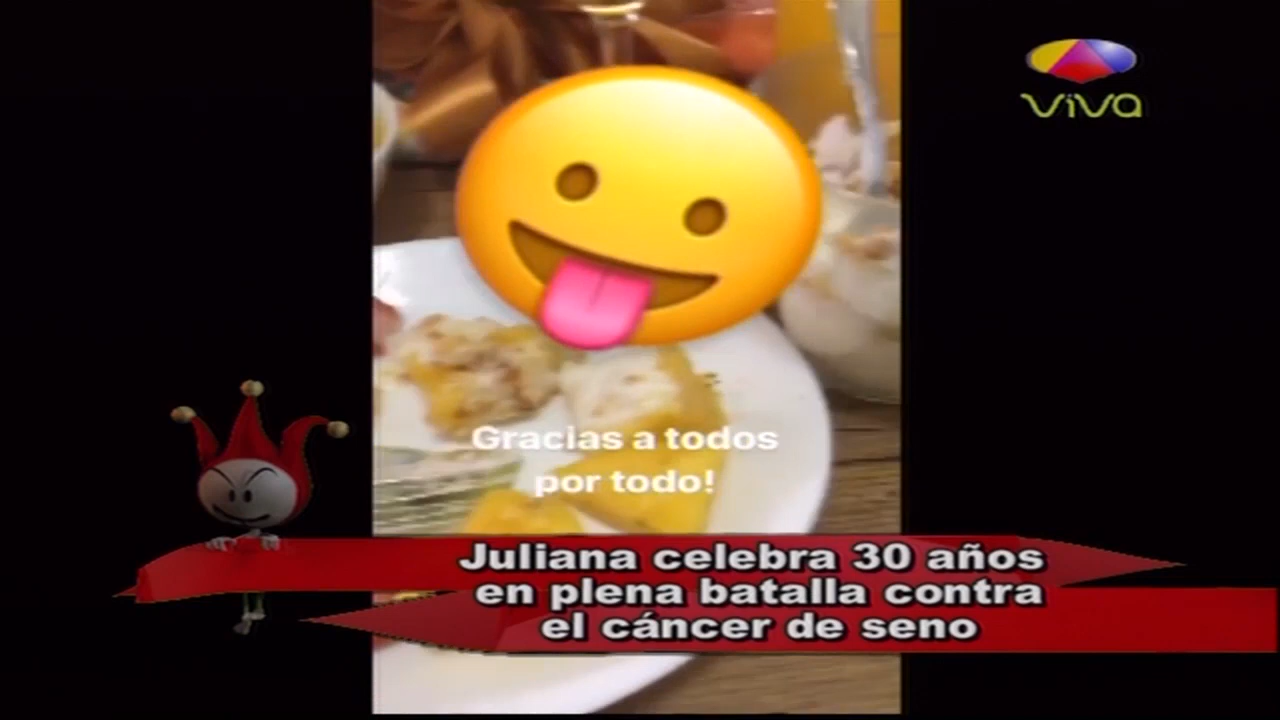 ViVa
Gracias a todos
por todo!
Juliana celebra 30 años
en plena batalla contra
el cáncer de seno